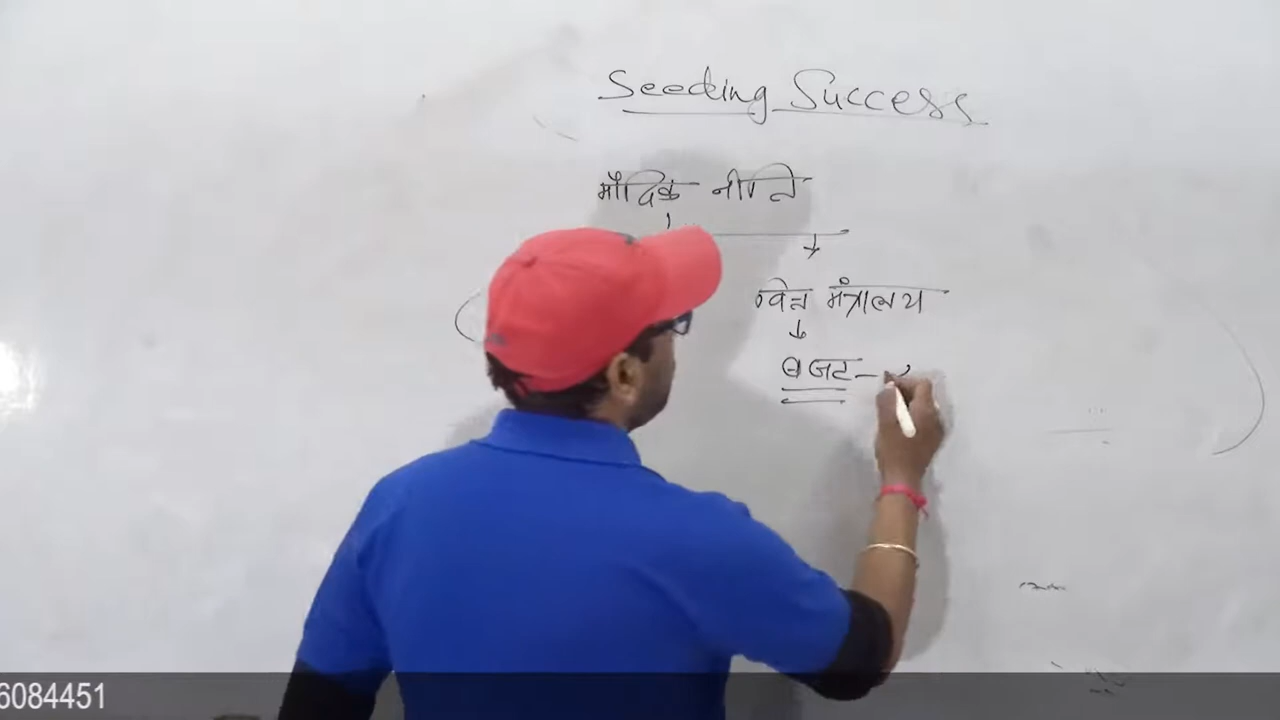 Seeding Success
मौद्रिक नीति
वित्त मंत्रालय
बजट -
6084451